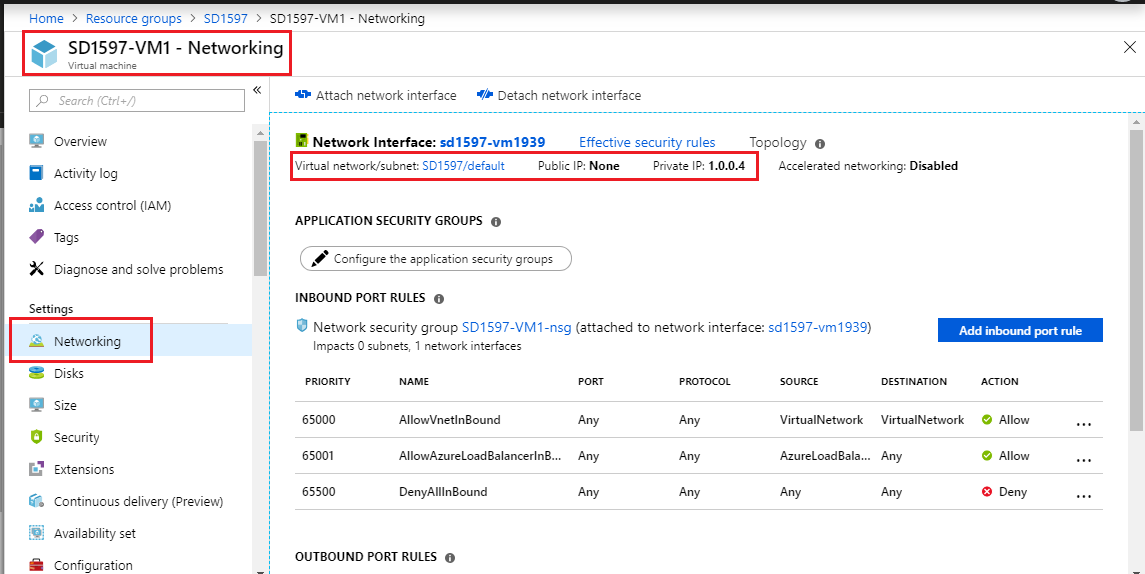 Home > Resource groups > SD1597 > SD1597-VM1 - Networking
SD1597-VM1 - Networking
Virtual machine
Search (Ctrl+/)
Overview
Activity log
Access control (IAM)
Tags
Diagnose and solve problems
Settings
Networking
Disks
Size
Security
Extensions
Continuous delivery (Preview)
Availability set
Configuration
Attach network interface Detach network interface
Network Interface: sd1597-vm1939 Effective security rules Topology
Virtual network/subnet: SD1597/default Public IP: None Private IP: 1.0.0.4 Accelerated networking: Disabled
APPLICATION SECURITY GROUPS
Configure the application security groups
INBOUND PORT RULES
Network security group SD1597-VM1-nsg (attached to network interface: sd1597-vm1939)
Impacts 0 subnets, 1 network interfaces
Add inbound port rule
PRIORITY NAME PORT PROTOCOL SOURCE DESTINATION ACTION
65000 AllowVnetInBound Any Any VirtualNetwork VirtualNetwork Allow ...
65001 AllowAzureLoadBalancerInB... Any Any AzureLoadBala... Any Allow ...
65500 DenyAllInBound Any Any Any Any Deny ...
OUTBOUND PORT RULES